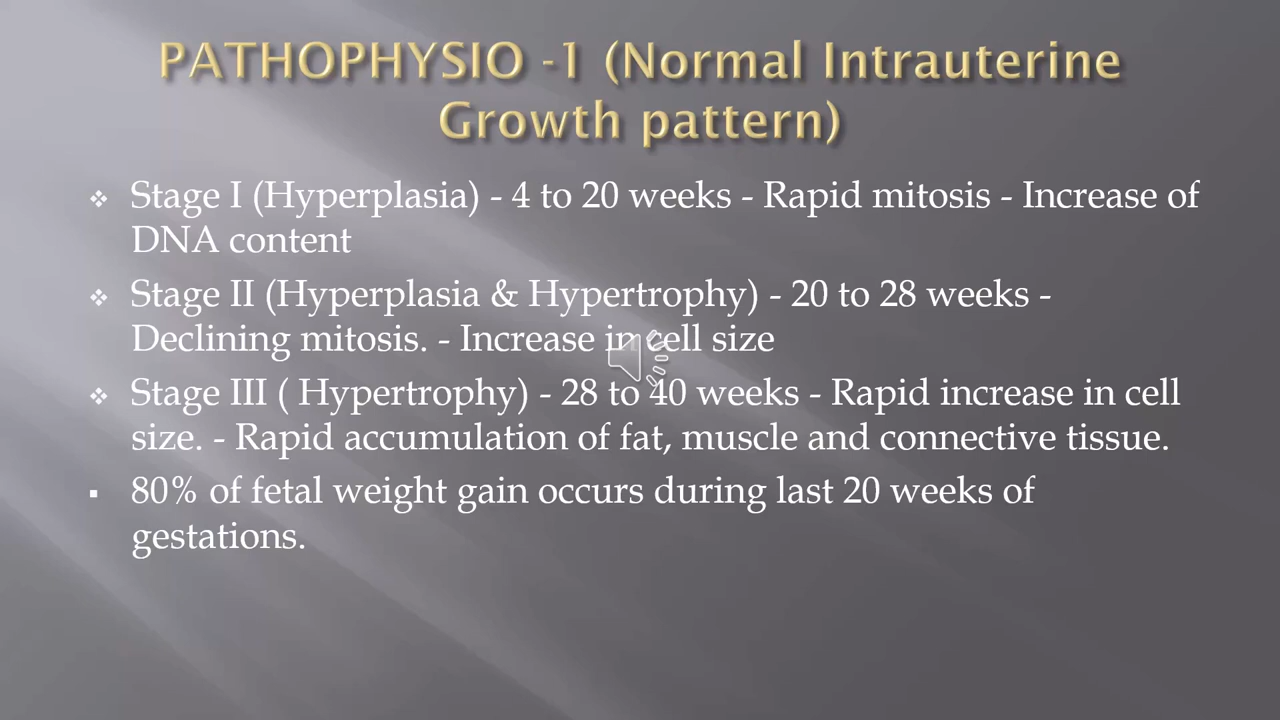 PATHOPHYSIO -1 (Normal Intrauterine
Growth pattern)
Stage I (Hyperplasia) - 4 to 20 weeks - Rapid mitosis - Increase of
DNA content
Stage II (Hyperplasia & Hypertrophy) - 20 to 28 weeks -
Declining mitosis. - Increase in cell size
Stage III ( Hypertrophy) - 28 to 40 weeks - Rapid increase in cell
size. - Rapid accumulation of fat, muscle and connective tissue.
80% of fetal weight gain occurs during last 20 weeks of
gestations.